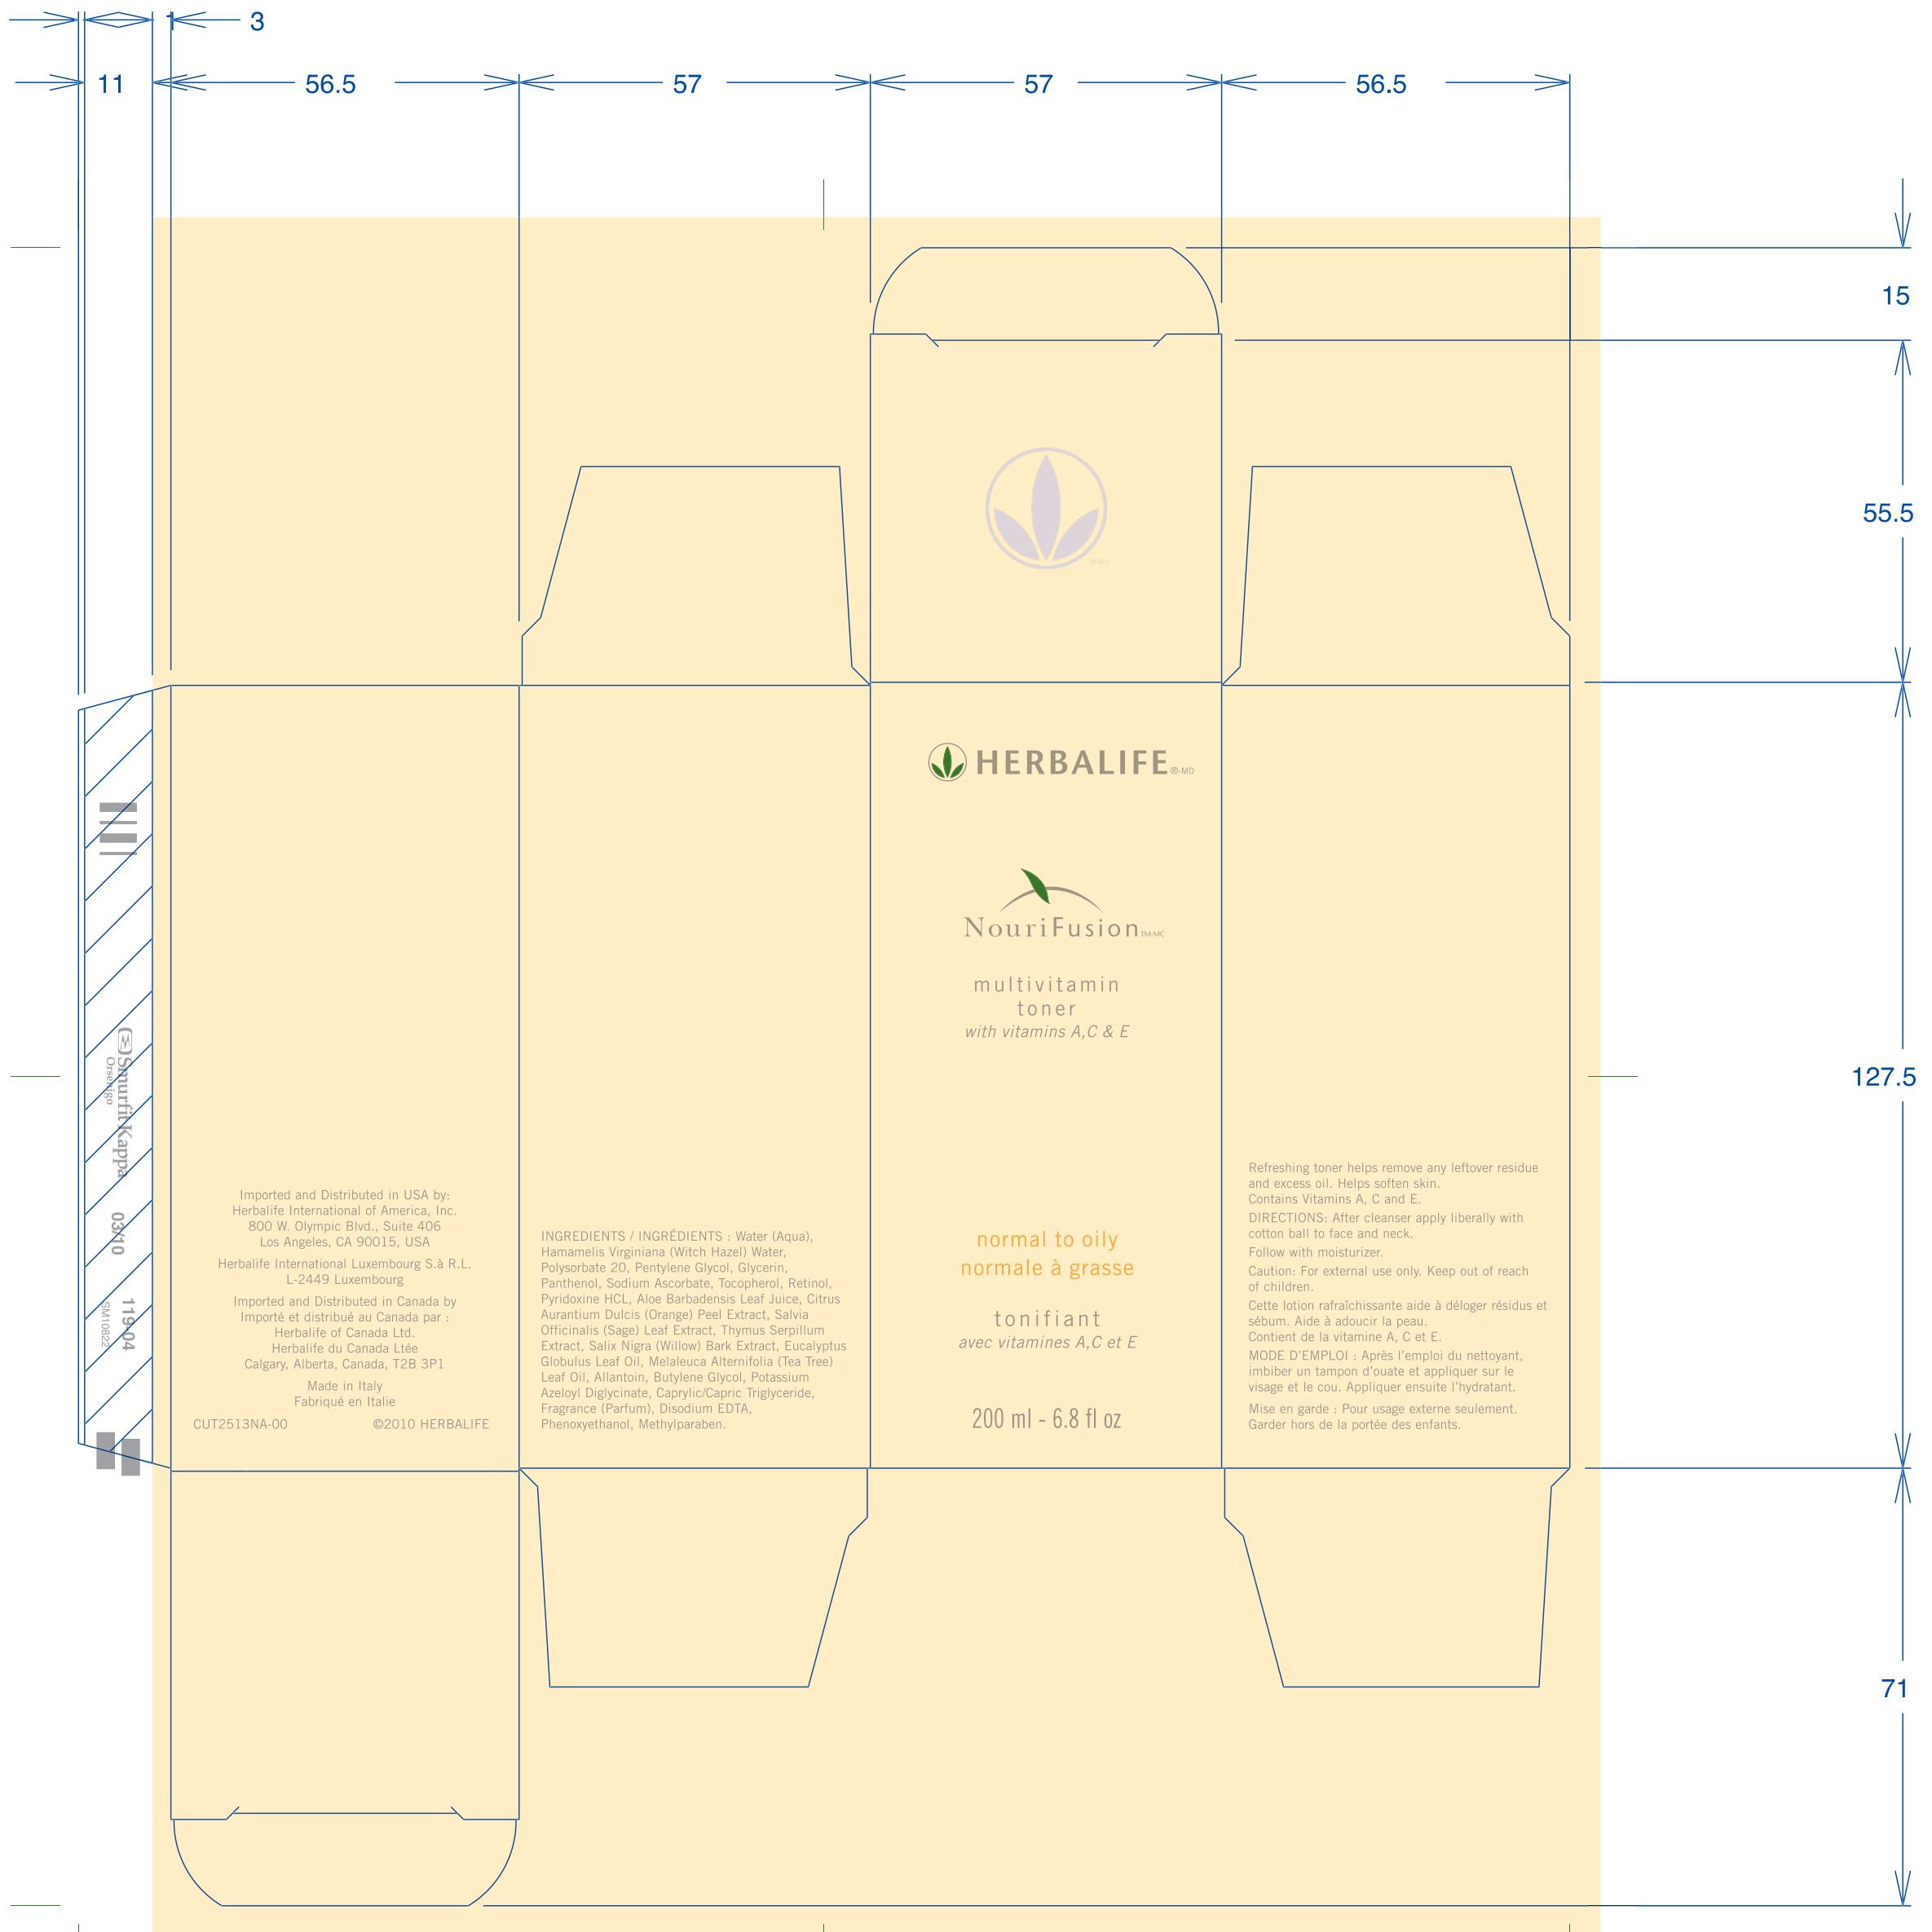 1
3
11
56.5
57
57
56.5
15
55.5
127.5
71
®-MD
HERBALIFE®-MD
NouriFusion TM-MC
multivitamin
toner
with vitamins A,C & E
normal to oily
normale à grasse
tonifiant
avec vitamines A,C et E
200 ml - 6.8 fl oz
Smurfit Kappa
Orsenigo
03/10
119-04
SM10822
Imported and Distributed in USA by:
Herbalife International of America, Inc.
800 W. Olympic Blvd., Suite 406
Los Angeles, CA 90015, USA
Herbalife International Luxembourg S.à R.L.
L-2449 Luxembourg
Imported and Distributed in Canada by
Importé et distribué au Canada par :
Herbalife of Canada Ltd.
Herbalife du Canada Ltée
Calgary, Alberta, Canada, T2B 3P1
Made in Italy
Fabriqué en Italie
CUT2513NA-00 ©2010 HERBALIFE
INGREDIENTS / INGRÉDIENTS : Water (Aqua),
Hamamelis Virginiana (Witch Hazel) Water,
Polysorbate 20, Pentylene Glycol, Glycerin,
Panthenol, Sodium Ascorbate, Tocopherol, Retinol,
Pyridoxine HCL, Aloe Barbadensis Leaf Juice, Citrus
Aurantium Dulcis (Orange) Peel Extract, Salvia
Officinalis (Sage) Leaf Extract, Thymus Serpillum
Extract, Salix Nigra (Willow) Bark Extract, Eucalyptus
Globulus Leaf Oil, Melaleuca Alternifolia (Tea Tree)
Leaf Oil, Allantoin, Butylene Glycol, Potassium
Azeloyl Diglycinate, Caprylic/Capric Triglyceride,
Fragrance (Parfum), Disodium EDTA,
Phenoxyethanol, Methylparaben.
Refreshing toner helps remove any leftover residue
and excess oil. Helps soften skin.
Contains Vitamins A, C and E.
DIRECTIONS: After cleanser apply liberally with
cotton ball to face and neck.
Follow with moisturizer.
Caution: For external use only. Keep out of reach
of children.
Cette lotion rafraîchissante aide à déloger résidus et
sébum. Aide à adoucir la peau.
Contient de la vitamine A, C et E.
MODE D'EMPLOI : Après l'emploi du nettoyant,
imbiber un tampon d'ouate et appliquer sur le
visage et le cou. Appliquer ensuite l'hydratant.
Mise en garde : Pour usage externe seulement.
Garder hors de la portée des enfants.